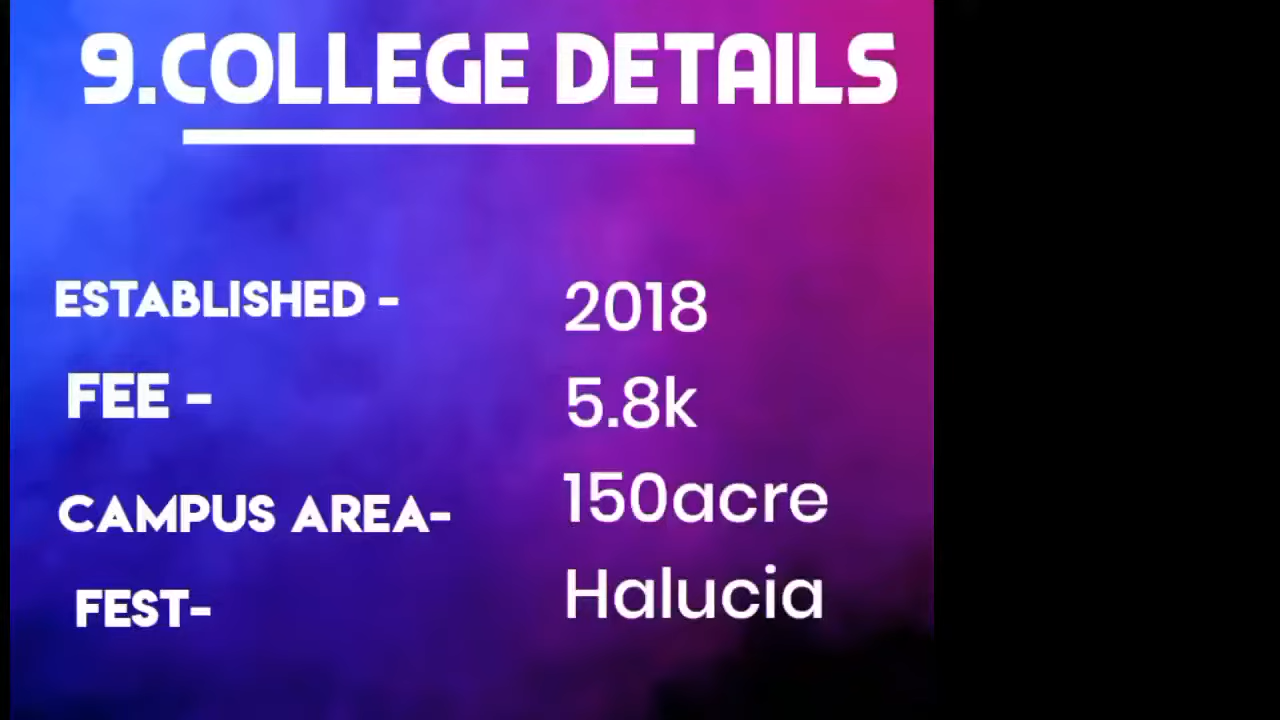 9.COLLEGE DETAILS
ESTABLISHED - 2018
FEE - 5.8k
CAMPUS AREA- 150acre
FEST- Halucia